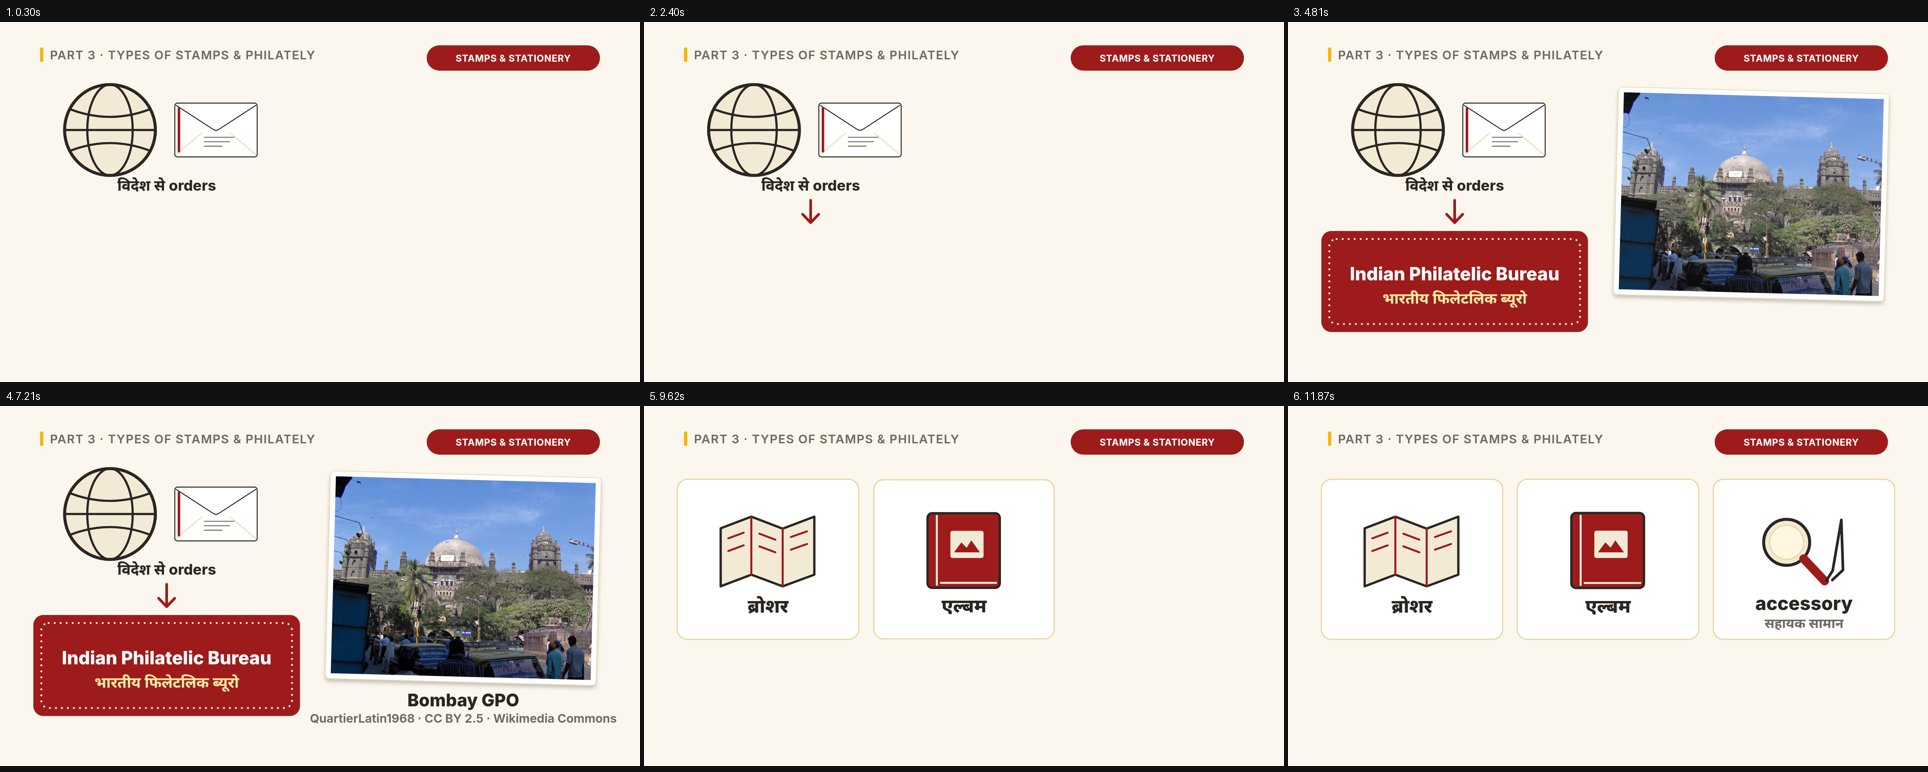 1. 0.30s
PART 3 · TYPES OF STAMPS & PHILATELY
STAMPS & STATIONERY
विदेश से orders
2. 2.40s
PART 3 · TYPES OF STAMPS & PHILATELY
STAMPS & STATIONERY
विदेश से orders
3. 4.81s
PART 3 · TYPES OF STAMPS & PHILATELY
STAMPS & STATIONERY
विदेश से orders
Indian Philatelic Bureau
भारतीय फिलेटलिक ब्यूरो
4. 7.21s
PART 3 · TYPES OF STAMPS & PHILATELY
STAMPS & STATIONERY
विदेश से orders
Indian Philatelic Bureau
भारतीय फिलेटलिक ब्यूरो
Bombay GPO
QuartierLatin1968 · CC BY 2.5 · Wikimedia Commons
5. 9.62s
PART 3 · TYPES OF STAMPS & PHILATELY
STAMPS & STATIONERY
ब्रोशर
एल्बम
6. 11.87s
PART 3 · TYPES OF STAMPS & PHILATELY
STAMPS & STATIONERY
ब्रोशर
एल्बम
accessory
सहायक सामान